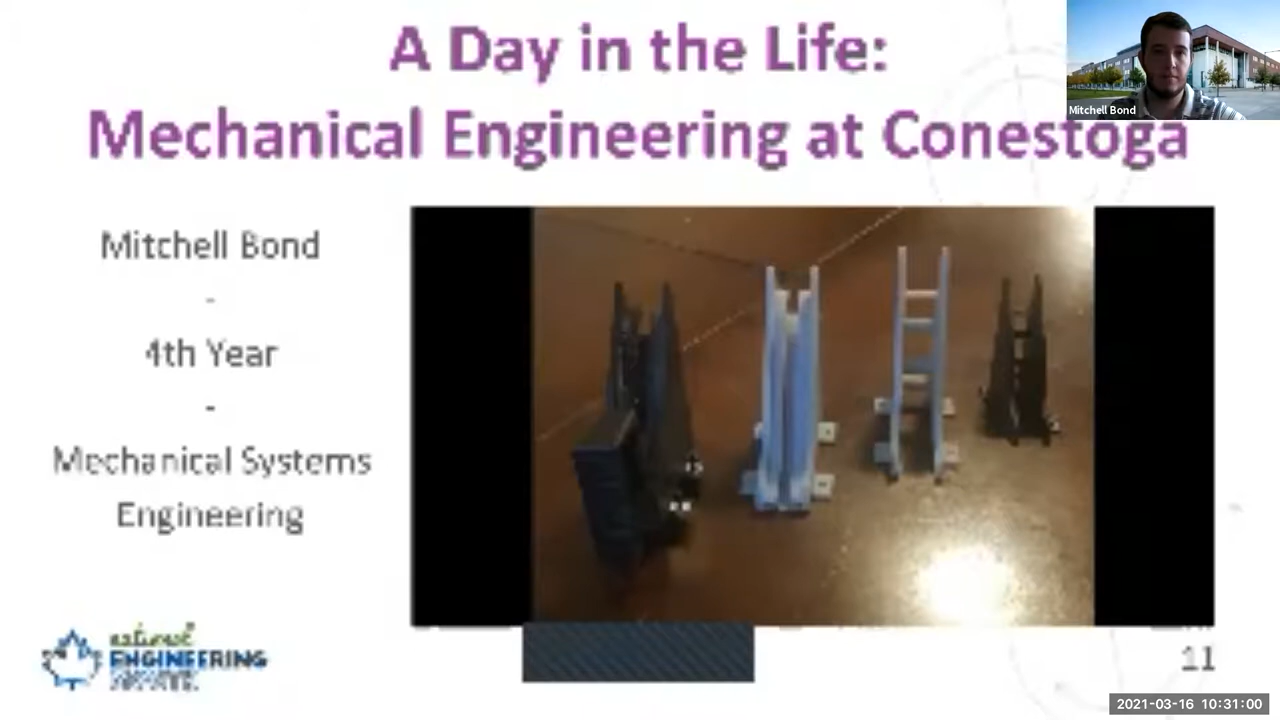 A Day in the Life:
Mechanical Engineering at Conestoga
Mitchell Bond
Mitchell Bond
-
4th Year
-
Mechanical Systems
Engineering
national
ENGINEERING
11
2021-03-16 10:31:00